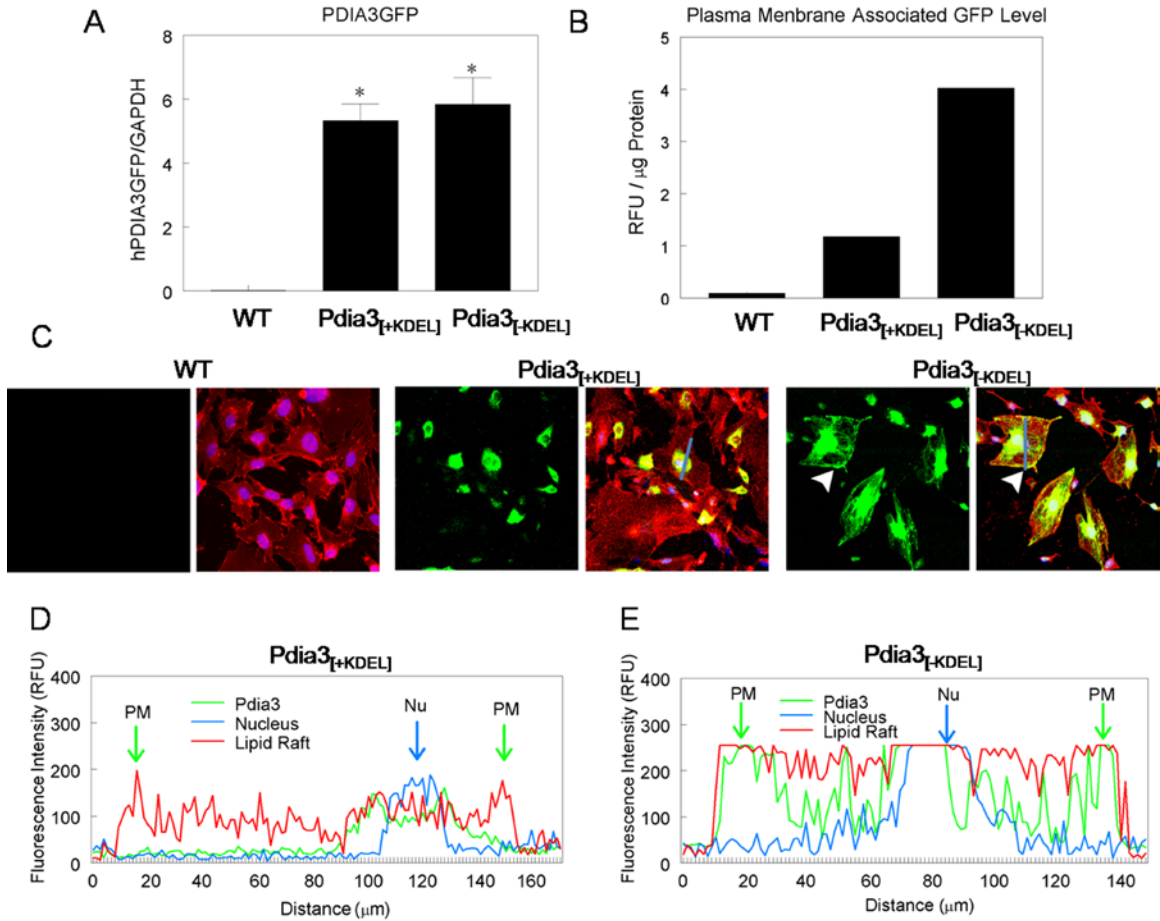 A
PDIA3GFP
hPDIA3GFP/GAPDH
8
6
4
2
0
*
*
WT
Pdia3[+KDEL]
Pdia3[-KDEL]
B
Plasma Menbrane Associated GFP Level
RFU / μg Protein
5
4
3
2
1
0
WT
Pdia3[+KDEL]
Pdia3[-KDEL]
C
WT
Pdia3[+KDEL]
Pdia3[-KDEL]
D
Pdia3[+KDEL]
Fluorescence Intensity (RFU)
400
300
200
100
0
PM
Pdia3
Nucleus
Lipid Raft
Nu
PM
0 20 40 60 80 100 120 140 160
Distance (μm)
E
Pdia3[-KDEL]
Fluorescence Intensity (RFU)
400
300
200
100
0
PM
Pdia3
Nucleus
Lipid Raft
Nu
PM
0 20 40 60 80 100 120 140
Distance (μm)